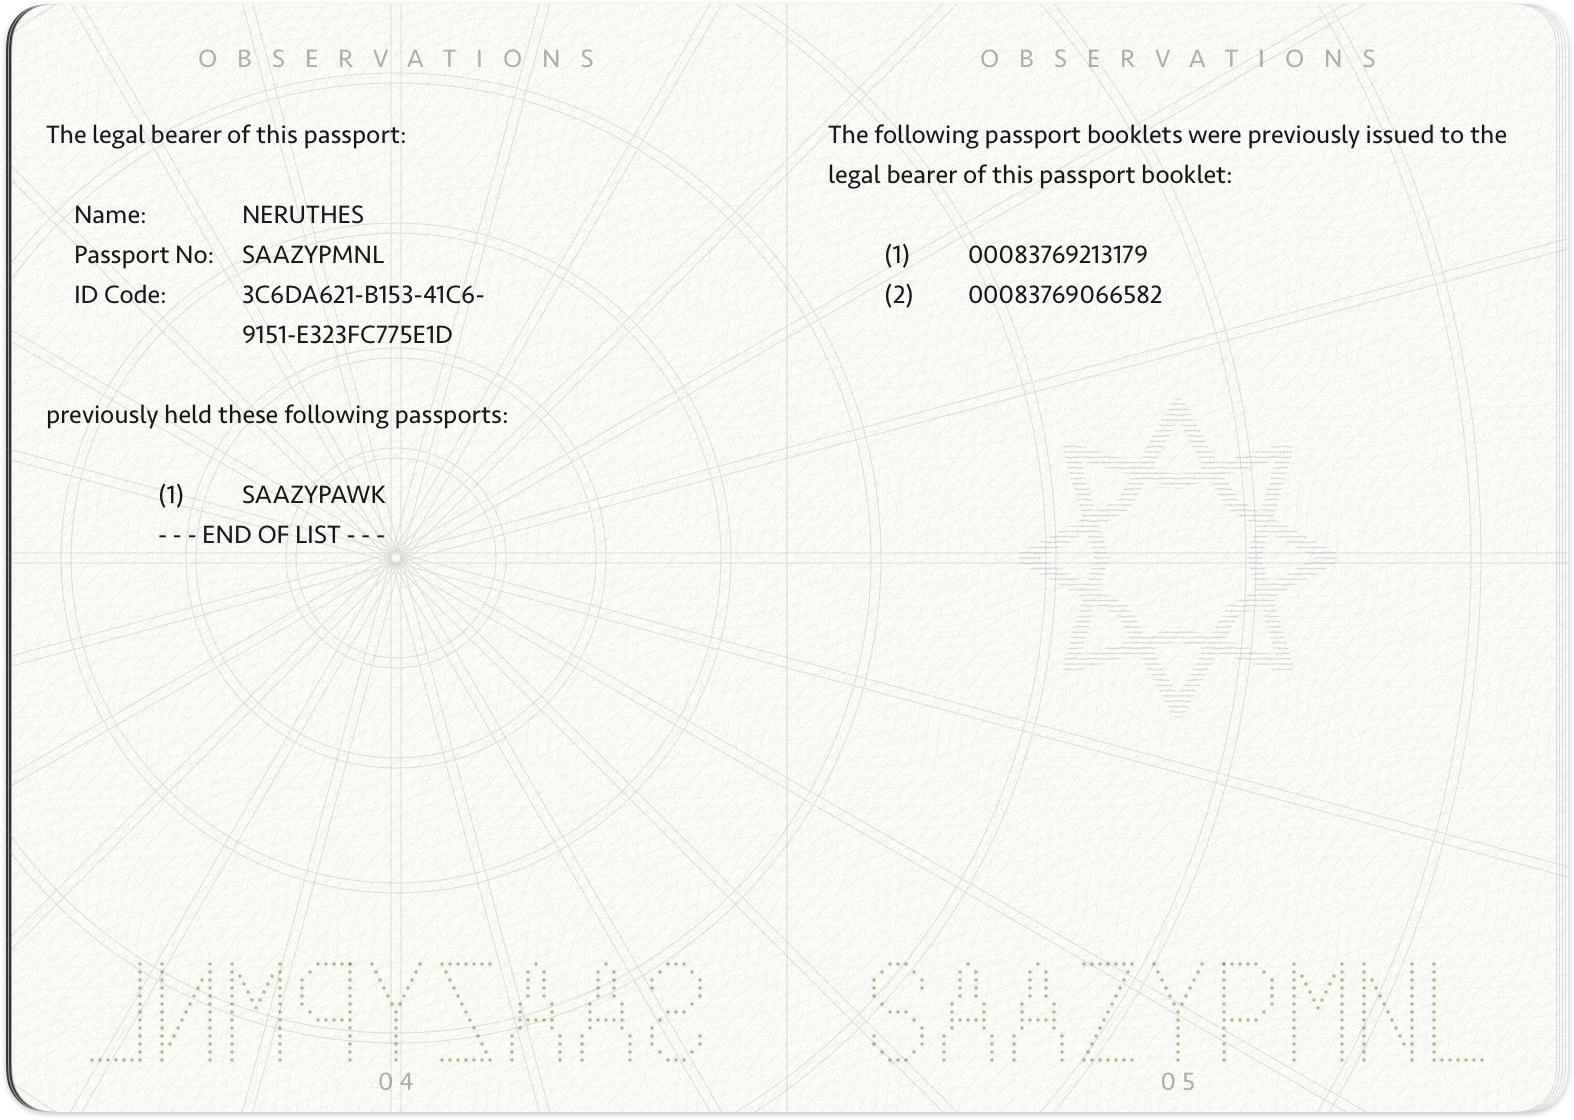 OBSERVATIONS
The legal bearer of this passport:
Name: NERUTHES
Passport No: SAAZYPMNL
ID Code: 3C6DA621-B153-41C6-
9151-E323FC775E1D
previously held these following passports:
(1) SAAZYPAWK
- - - END OF LIST - - -
SAAZYPMNL
04
OBSERVATIONS
The following passport booklets were previously issued to the
legal bearer of this passport booklet:
(1) 00083769213179
(2) 00083769066582
SAAZYPMNL
05